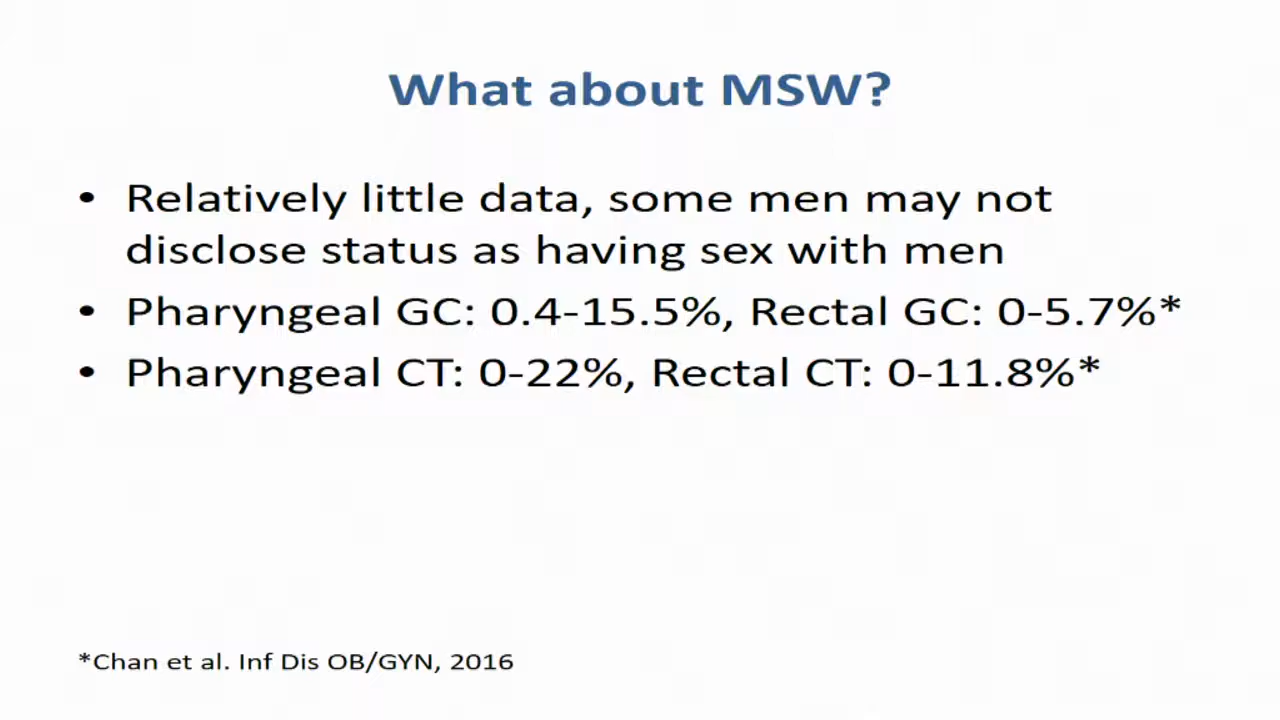 What about MSW?
• Relatively little data, some men may not
disclose status as having sex with men
• Pharyngeal GC: 0.4-15.5%, Rectal GC: 0-5.7%*
• Pharyngeal CT: 0-22%, Rectal CT: 0-11.8%*
*Chan et al. Inf Dis OB/GYN, 2016